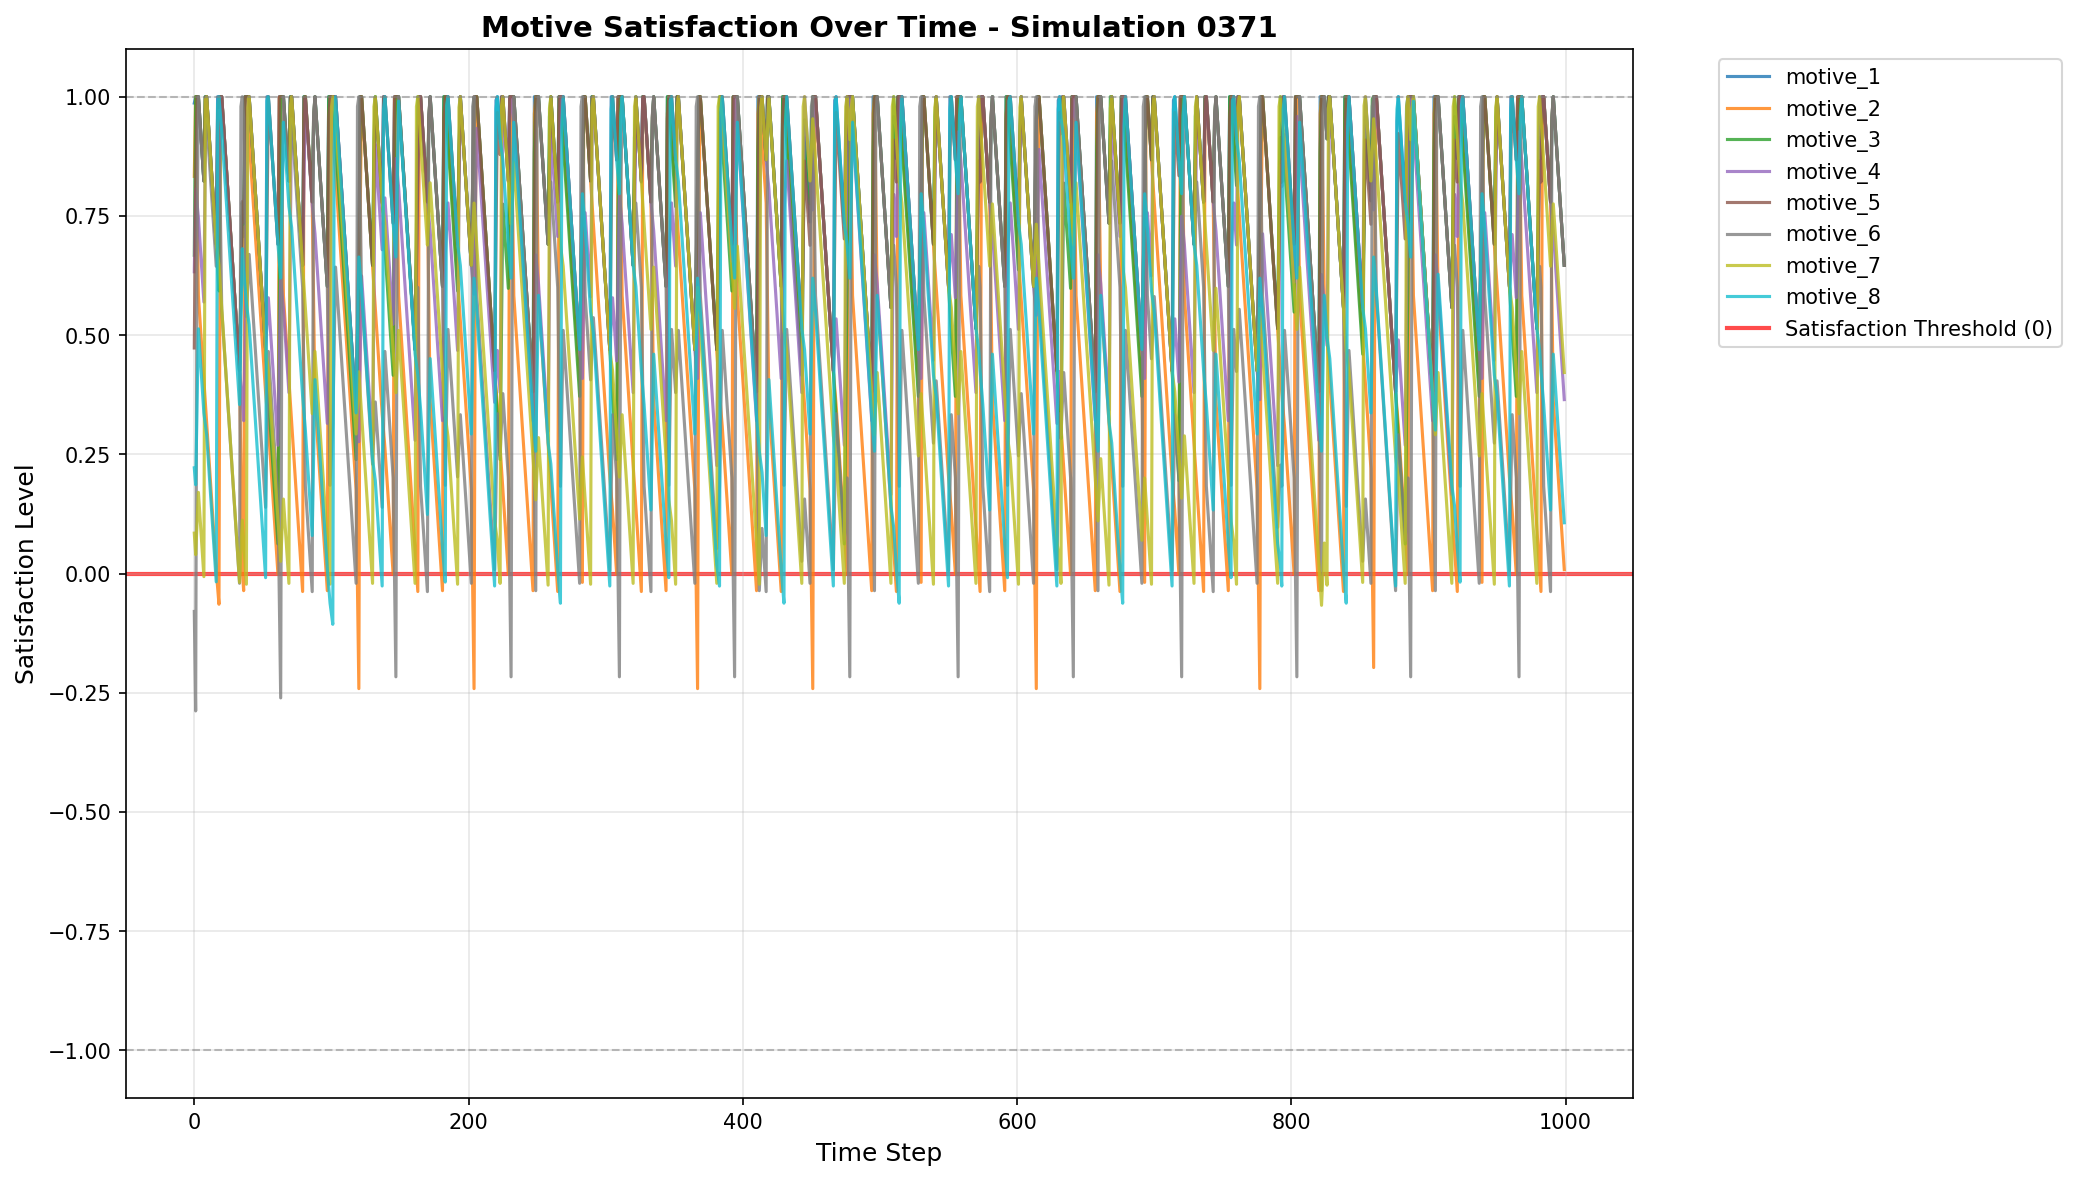 Motive Satisfaction Over Time - Simulation 0371
1.00
0.75
0.50
0.25
0.00
−0.25
−0.50
−0.75
−1.00
Satisfaction Level
0
200
400
600
800
1000
Time Step
motive_1
motive_2
motive_3
motive_4
motive_5
motive_6
motive_7
motive_8
Satisfaction Threshold (0)